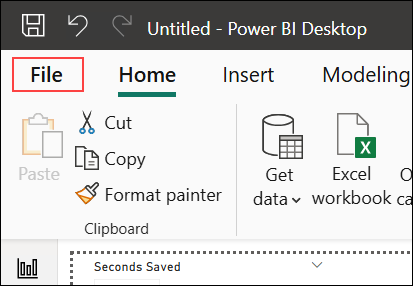 Untitled - Power BI Desktop
File Home Insert Modeling
Cut
Copy
Format painter
Paste
Clipboard
Get data
Excel workbook
Seconds Saved